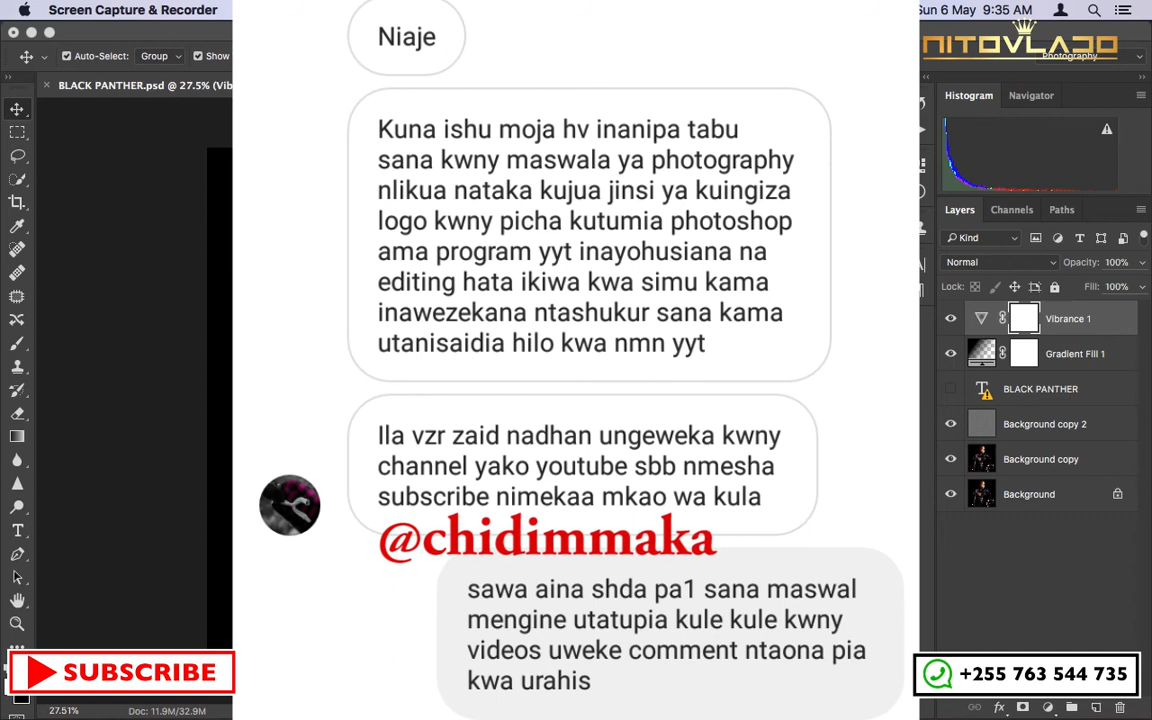 Screen Capture & Recorder
Sun 6 May 9:35 AM
NITOVLADO
Auto-Select: Group
Show
Photography
BLACK PANTHER.psd @ 27.5% (Vib
Niaje
Kuna ishu moja hv inanipa tabu
sana kwny maswala ya photography
nlikua nataka kujua jinsi ya kuingiza
logo kwny picha kutumia photoshop
ama program yyt inayohusiana na
editing hata ikiwa kwa simu kama
inawezekana ntashukur sana kama
utanisaidia hilo kwa nmn yyt
Ila vzr zaid nadhan ungeweka kwny
channel yako youtube sbb nmesha
subscribe nimekaa mkao wa kula
@chidimmaka
sawa aina shda pa1 sana maswal
mengine utatupia kule kule kwny
videos uweke comment ntaona pia
kwa urahis
Histogram
Navigator
Layers
Channels
Paths
Kind
Normal
Opacity: 100%
Lock:
Fill: 100%
Vibrance 1
Gradient Fill 1
BLACK PANTHER
Background copy 2
Background copy
Background
SUBSCRIBE
+255 763 544 735
27.51%
Doc: 11.9M/32.9M
fx